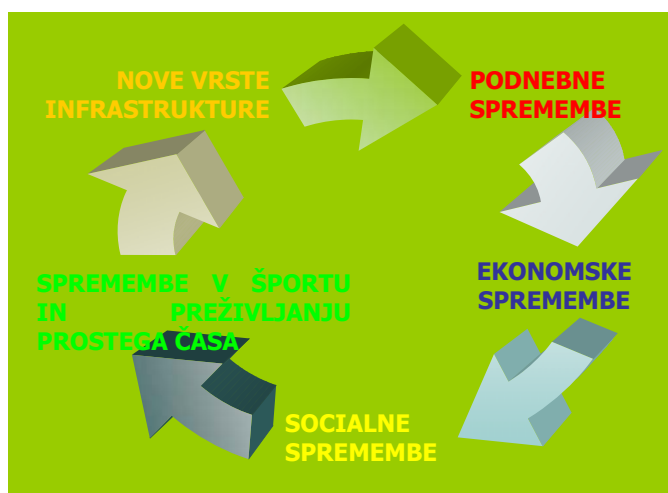 NOVE VRSTE
INFRASTRUKTURE
PODNEBNE
SPREMEMBE
EKONOMSKE
SPREMEMBE
SOCIALNE
SPREMEMBE
SPREMEMBE V ŠPORTU
IN PREŽIVLJANJU
PROSTEGA ČASA